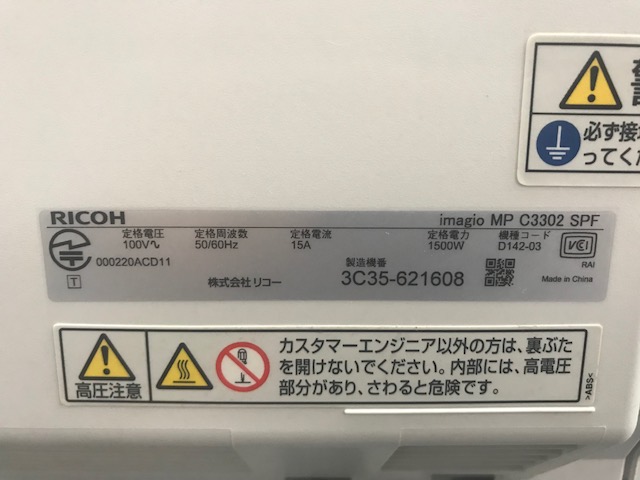 必ず接
ってくだ
RICOH
imagio MP C3302 SPF
定格電圧 定格周波数 定格電流 定格電力 機種コード
100V∿ 50/60Hz 15A 1500W D142-03
VCCI
000220ACD11
RAI
T
株式会社リコー
製造機番
3C35-621608
Made in China
高圧注意
カスタマーエンジニア以外の方は、裏ぶた
を開けないでください。内部には、高電圧
部分があり、さわると危険です。
>ABS<